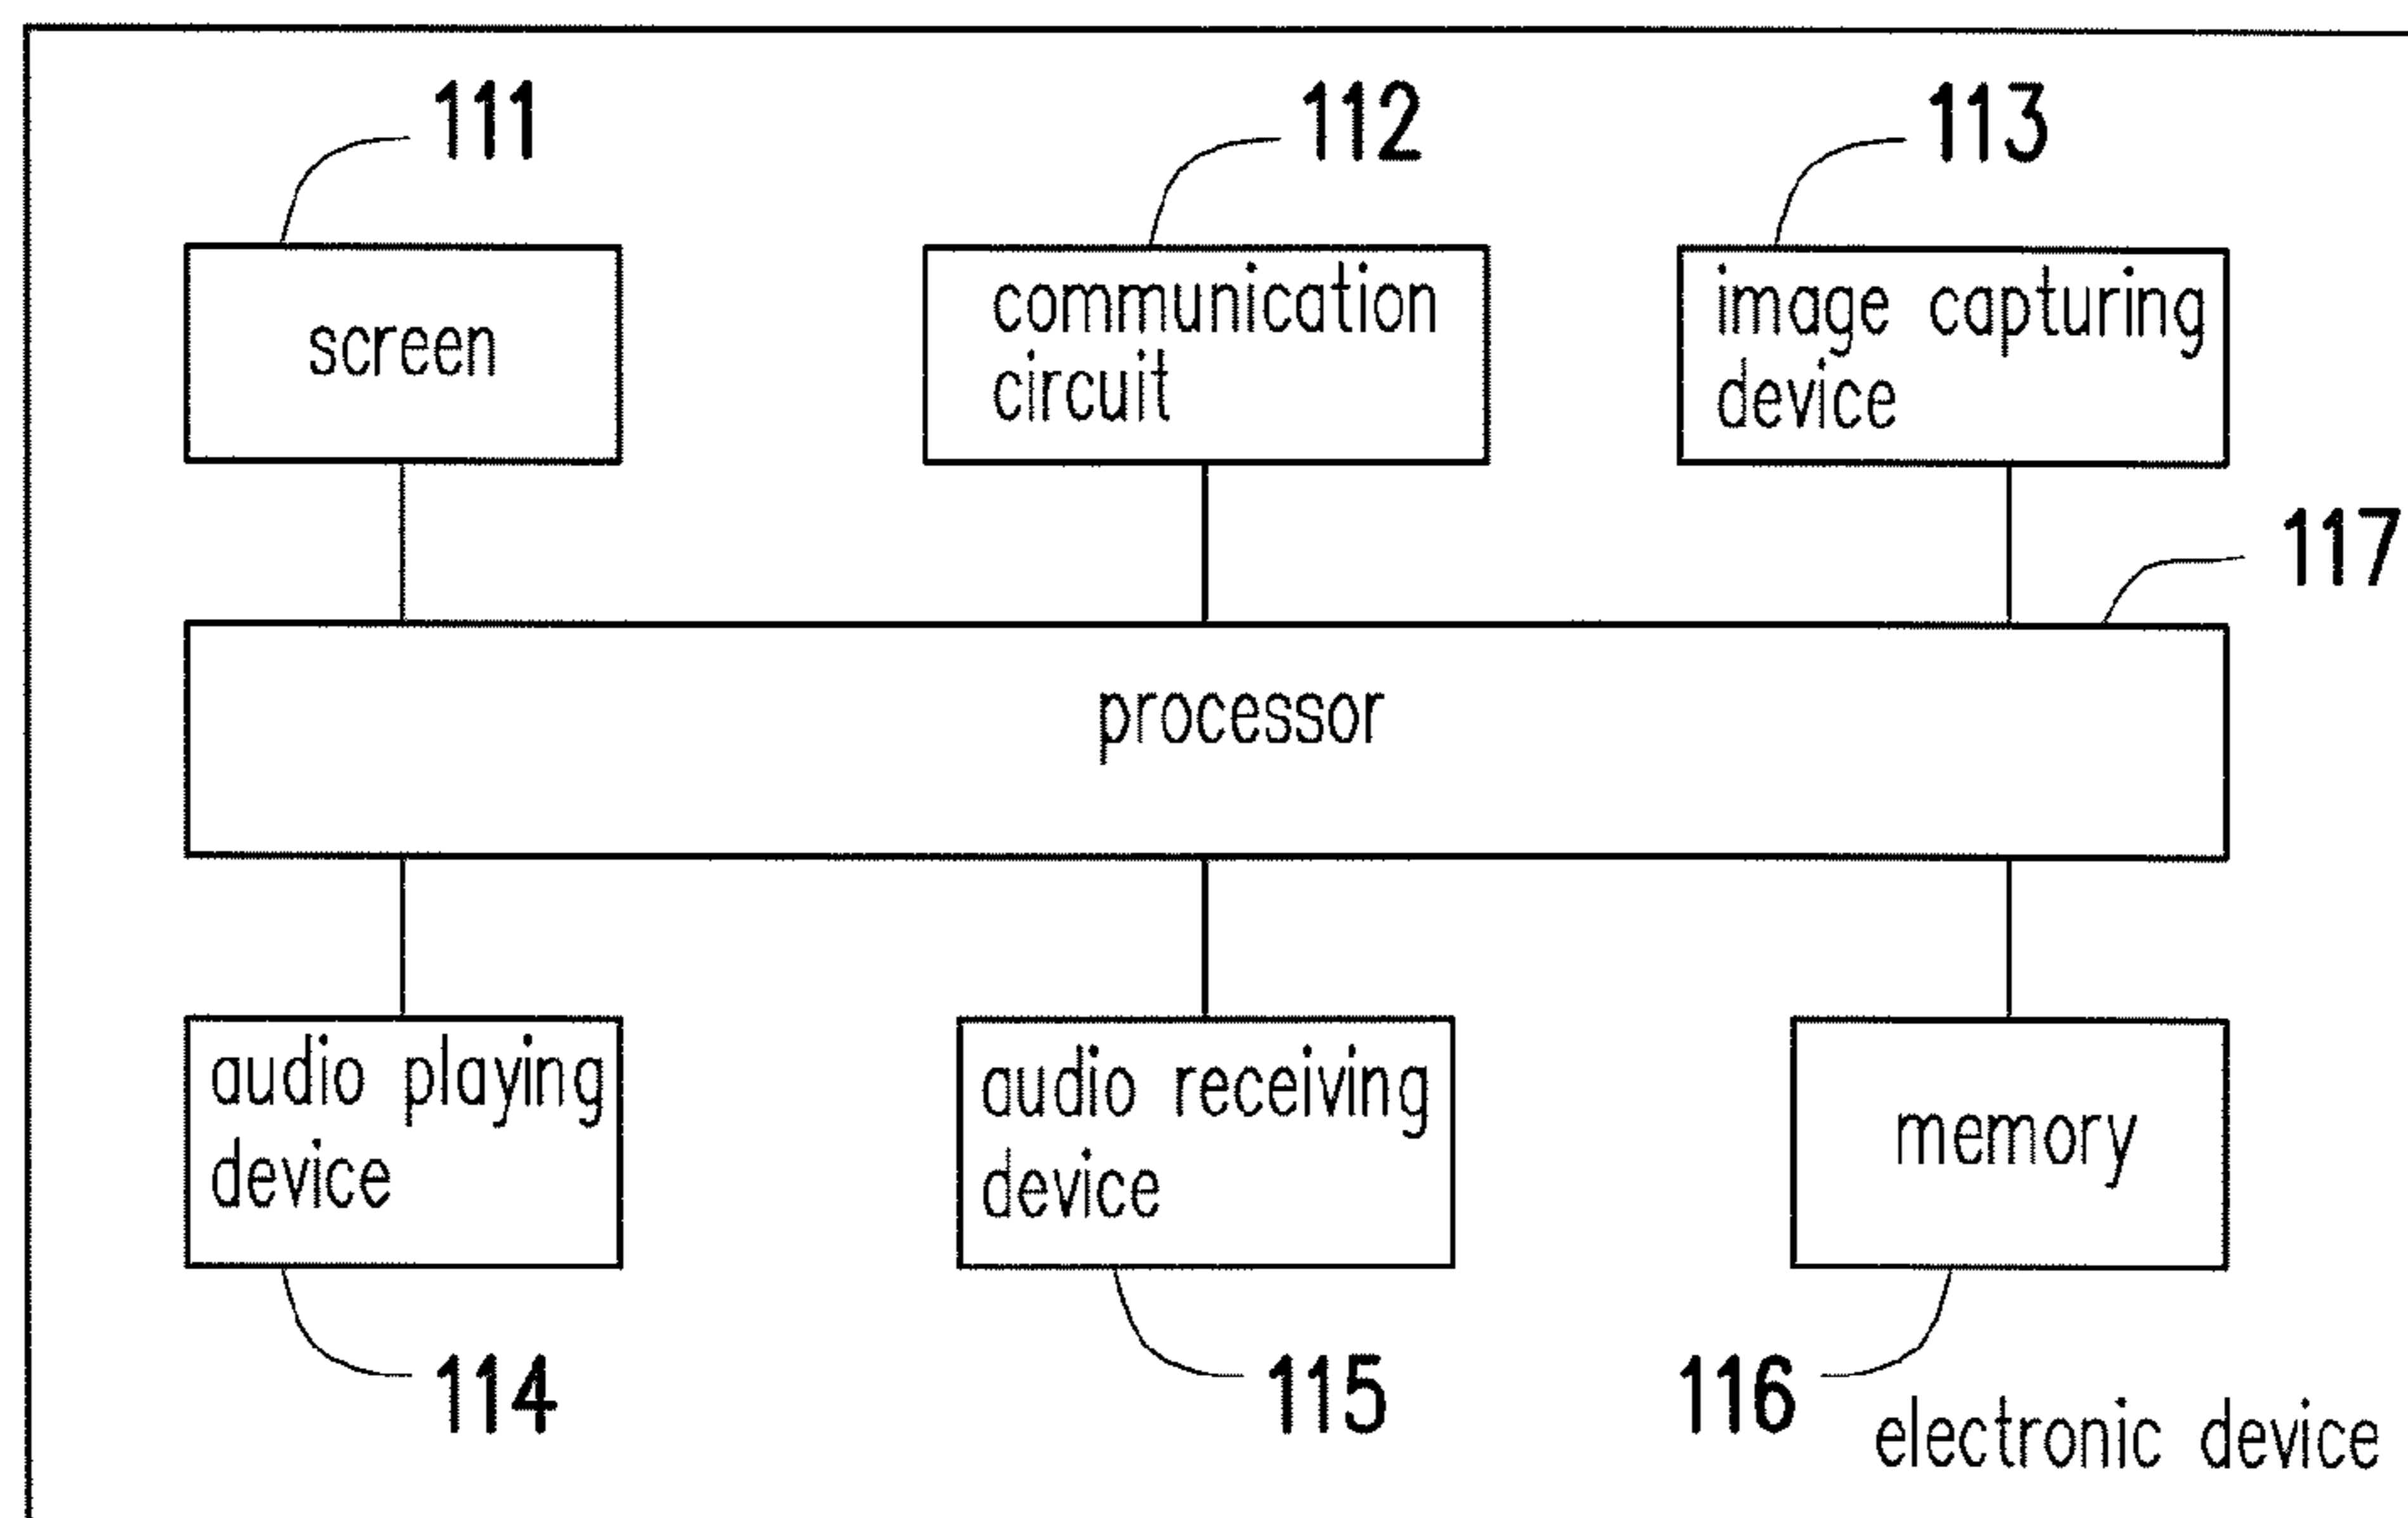 111
112
113
screen
communication
circuit
image capturing
device
117
processor
audio playing
device
audio receiving
device
memory
114
115
116
electronic device